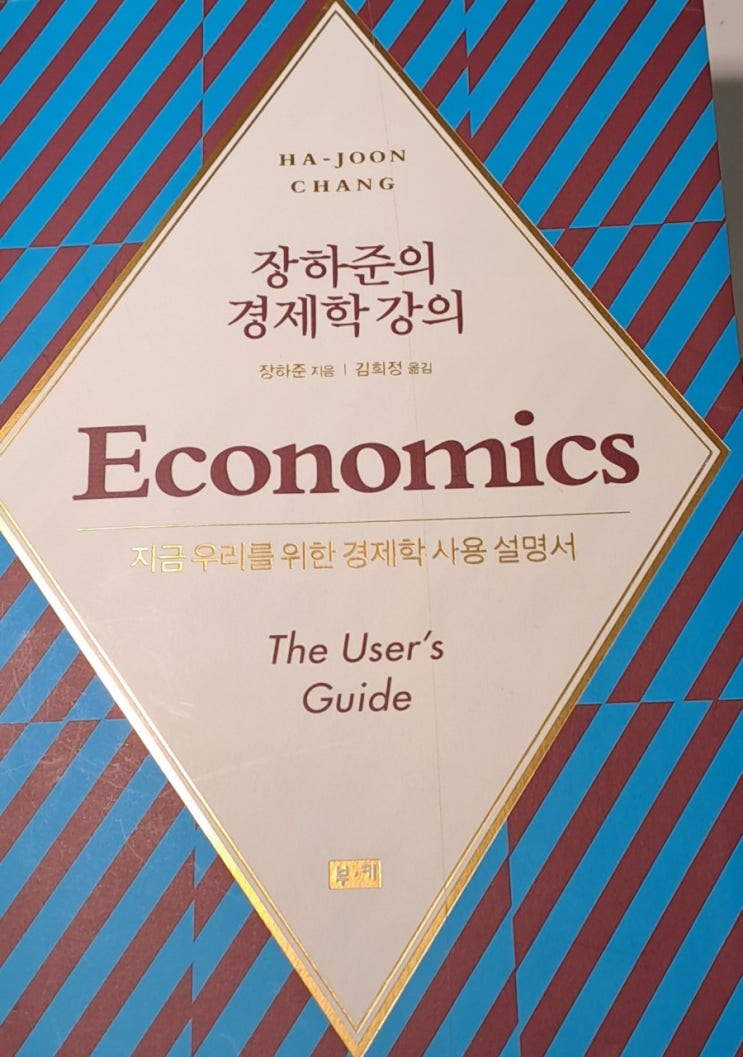 HA-JOON
CHANG
장하준의
경제학 강의
장하준 지음 | 김희정 옮김
Economics
지금 우리를 위한 경제학 사용 설명서
The User's
Guide
부·키